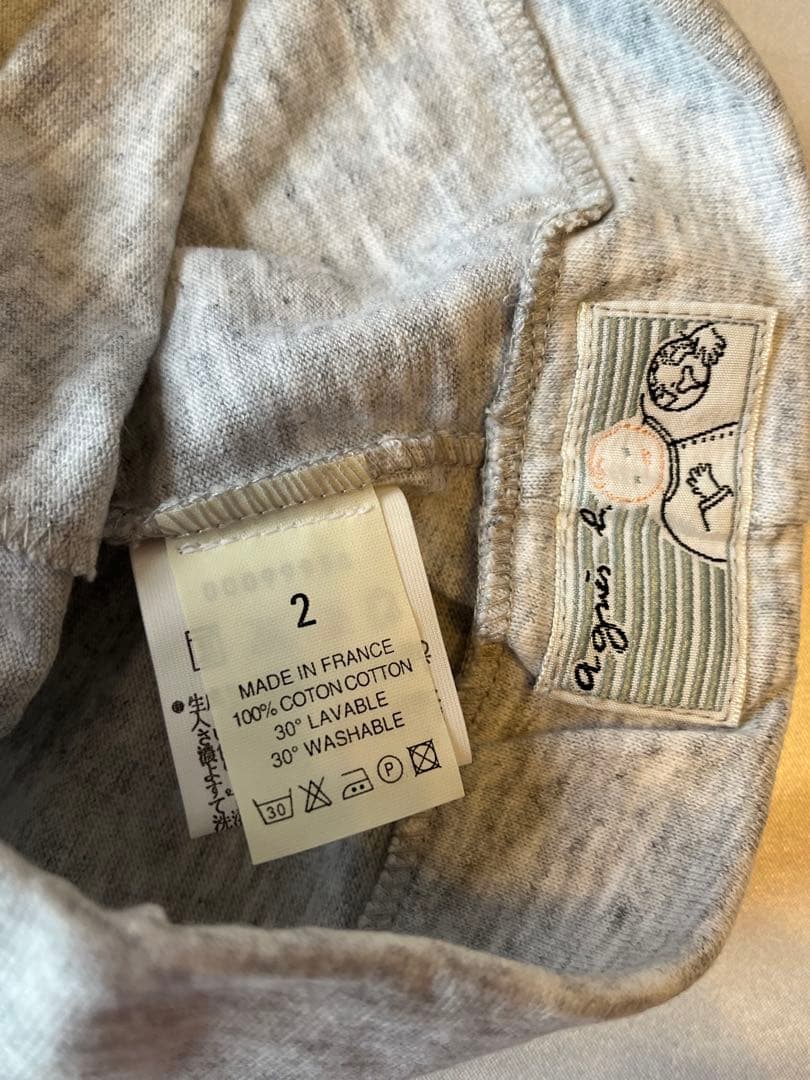 2
MADE IN FRANCE
100% COTON COTTON
30° LAVABLE
30° WASHABLE
30
P
agnès b.